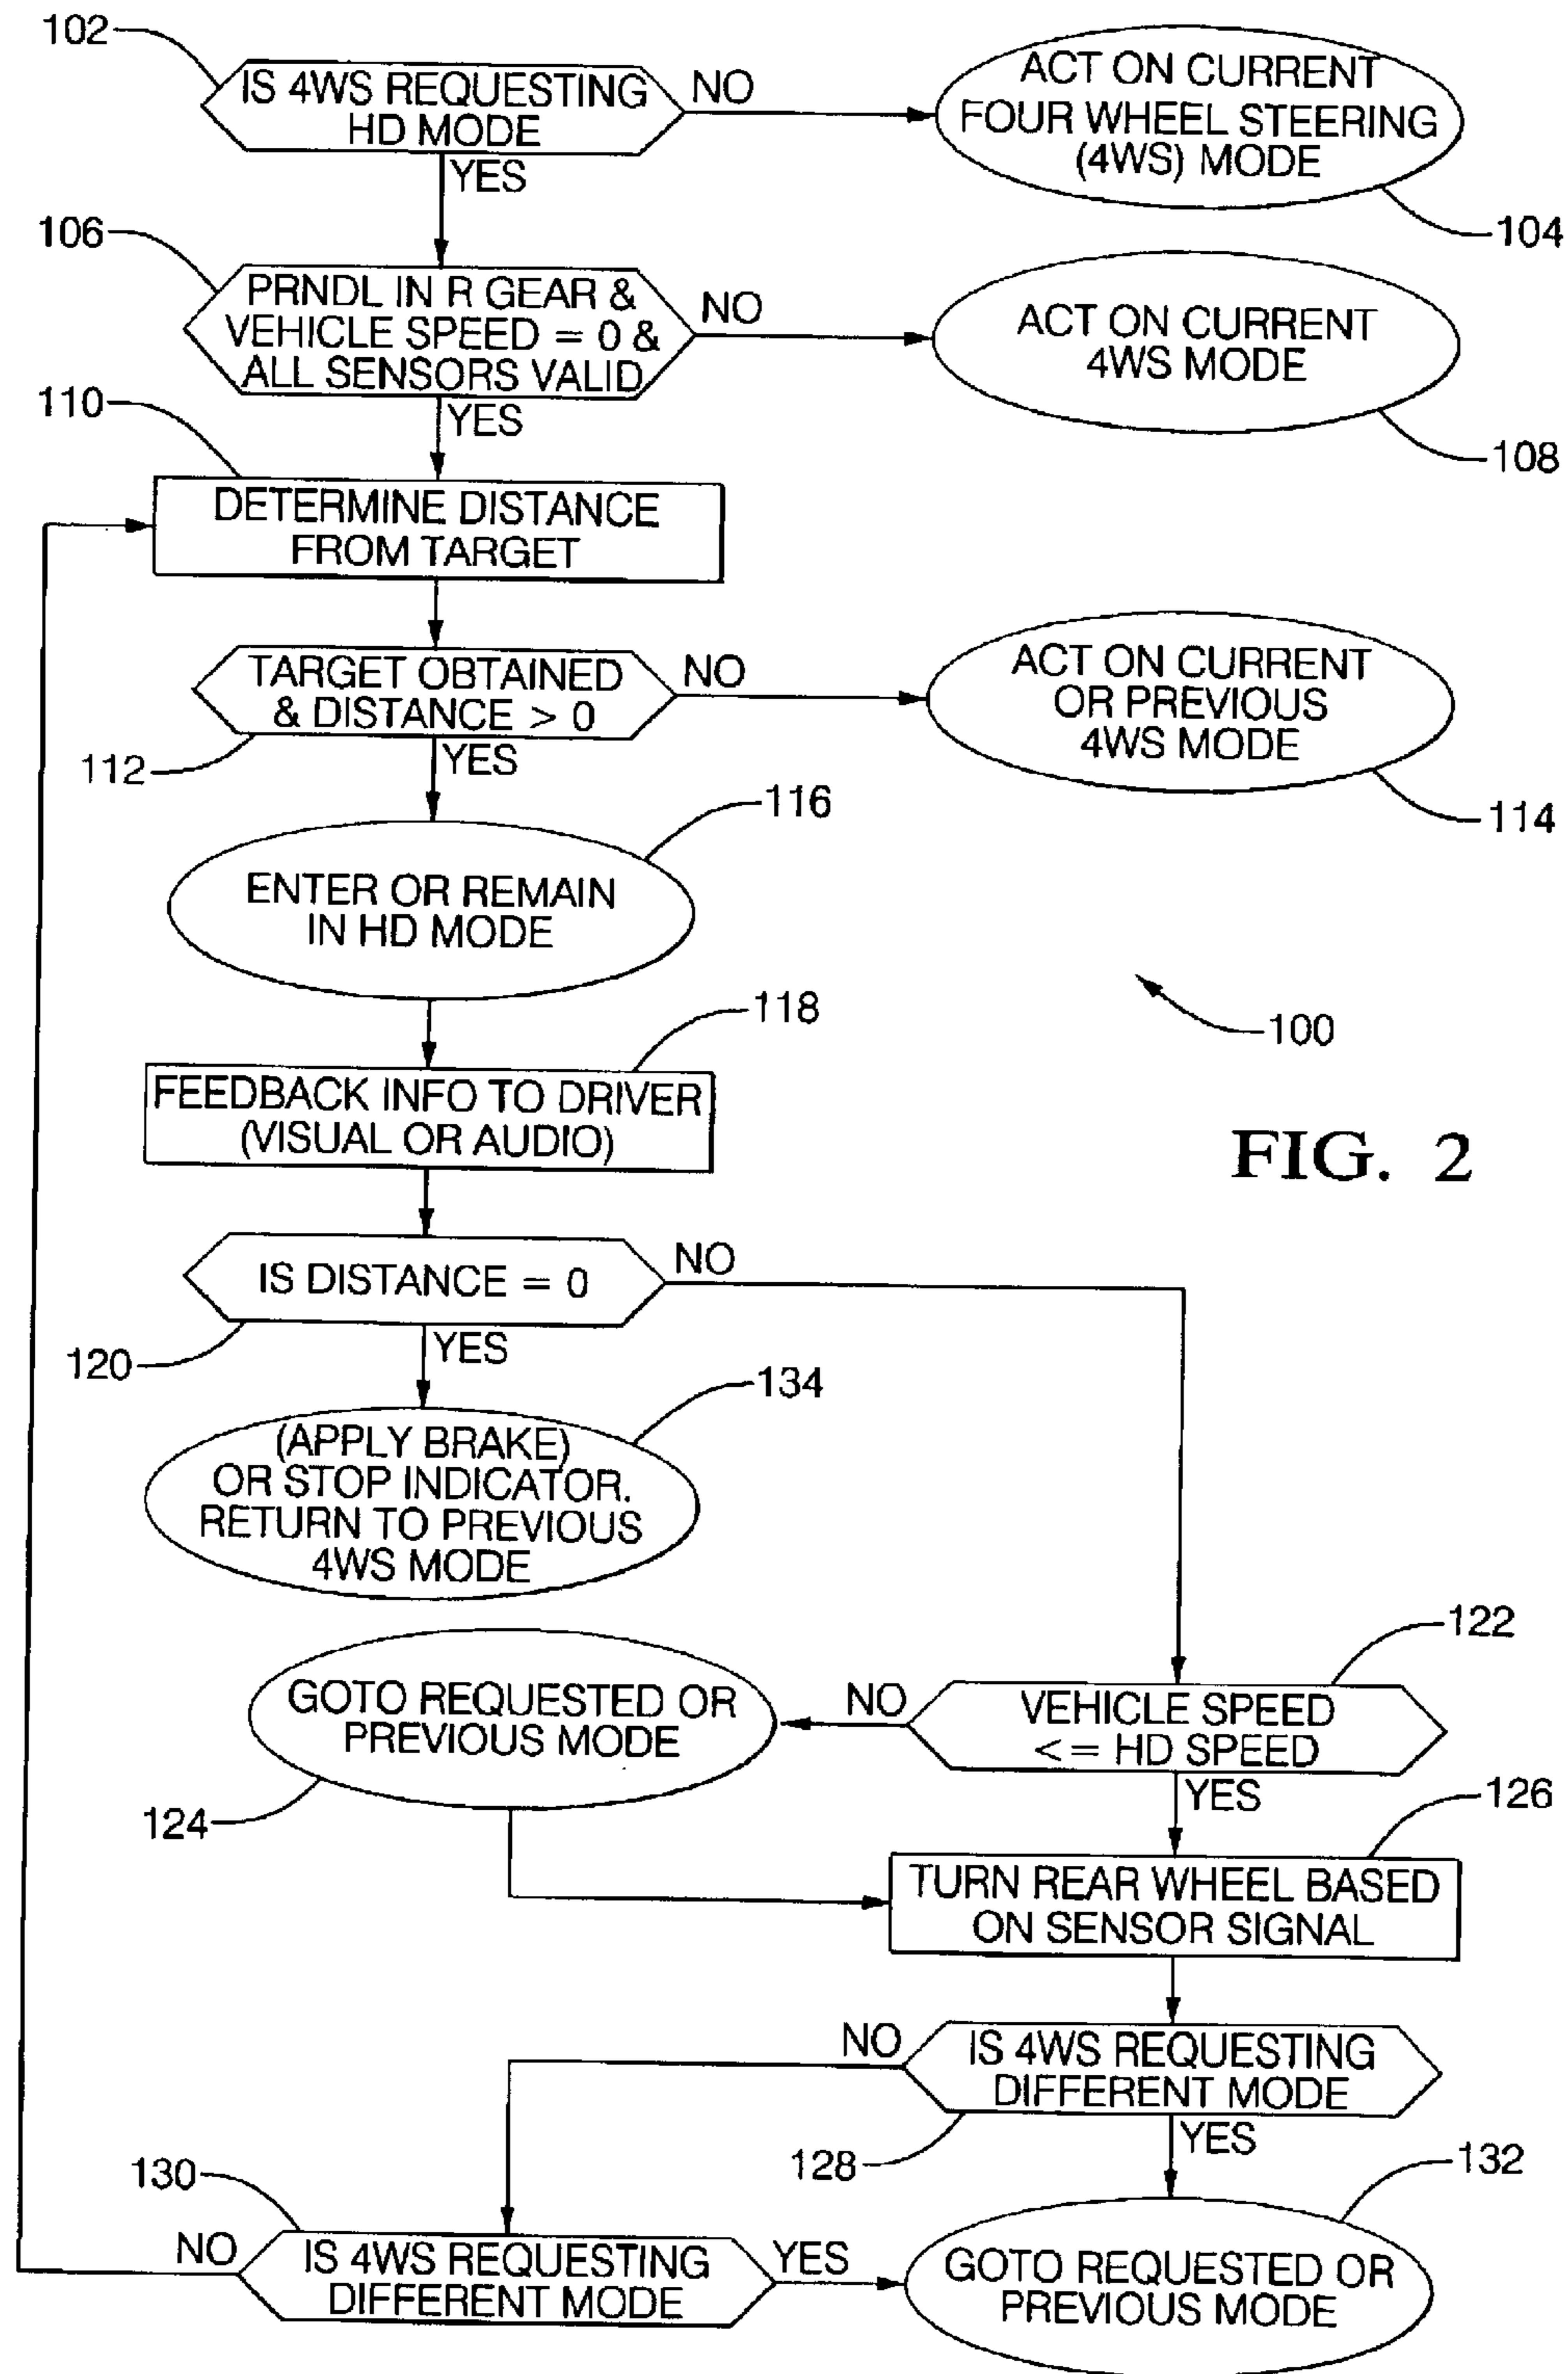 102
IS 4WS REQUESTING
HD MODE
NO
YES
ACT ON CURRENT
FOUR WHEEL STEERING
(4WS) MODE
104
106
PRNDL IN R GEAR &
VEHICLE SPEED = 0 &
ALL SENSORS VALID
NO
YES
ACT ON CURRENT
4WS MODE
108
110
DETERMINE DISTANCE
FROM TARGET
TARGET OBTAINED
& DISTANCE > 0
NO
YES
112
ACT ON CURRENT
OR PREVIOUS
4WS MODE
114
116
ENTER OR REMAIN
IN HD MODE
118
100
FEEDBACK INFO TO DRIVER
(VISUAL OR AUDIO)
FIG. 2
IS DISTANCE = 0
NO
YES
120
134
(APPLY BRAKE)
OR STOP INDICATOR.
RETURN TO PREVIOUS
4WS MODE
122
VEHICLE SPEED
<= HD SPEED
NO
YES
GOTO REQUESTED OR
PREVIOUS MODE
124
126
TURN REAR WHEEL BASED
ON SENSOR SIGNAL
NO
IS 4WS REQUESTING
DIFFERENT MODE
128
YES
130
132
NO
IS 4WS REQUESTING
DIFFERENT MODE
YES
GOTO REQUESTED OR
PREVIOUS MODE